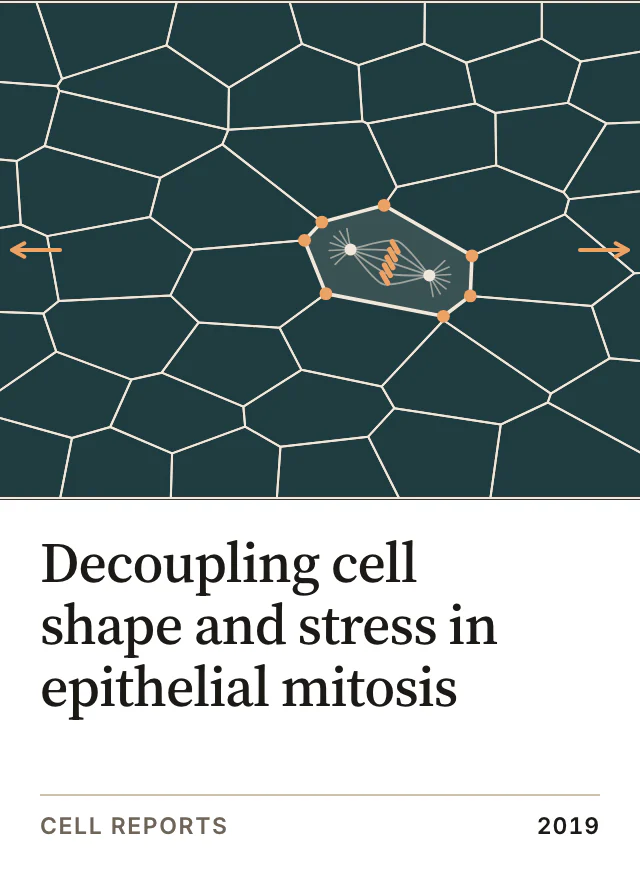 Decoupling cell
shape and stress in
epithelial mitosis
CELL REPORTS
2019